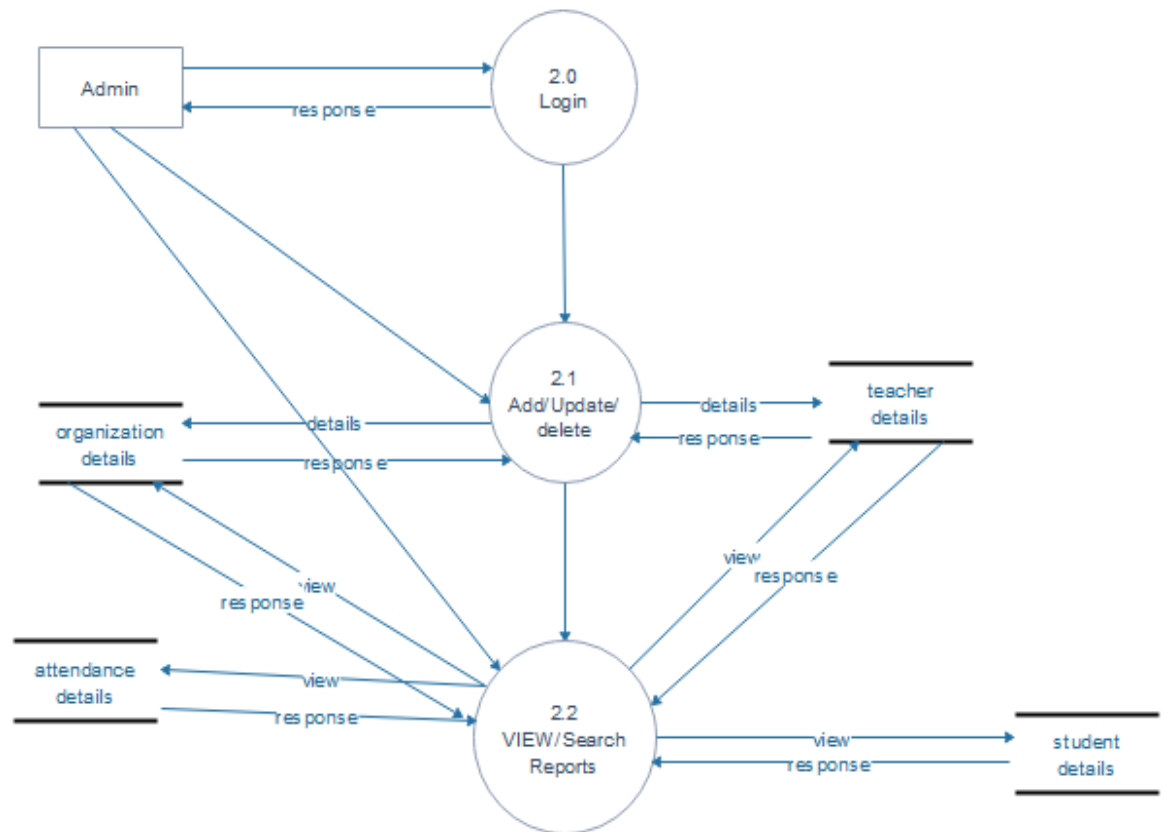 Admin
2.0
Login
response
2.1
Add/Update/
delete
teacher
details
details
response
organization
details
details
response
view
response
view
response
attendance
details
view
response
2.2
VIEW/Search
Reports
view
response
student
details